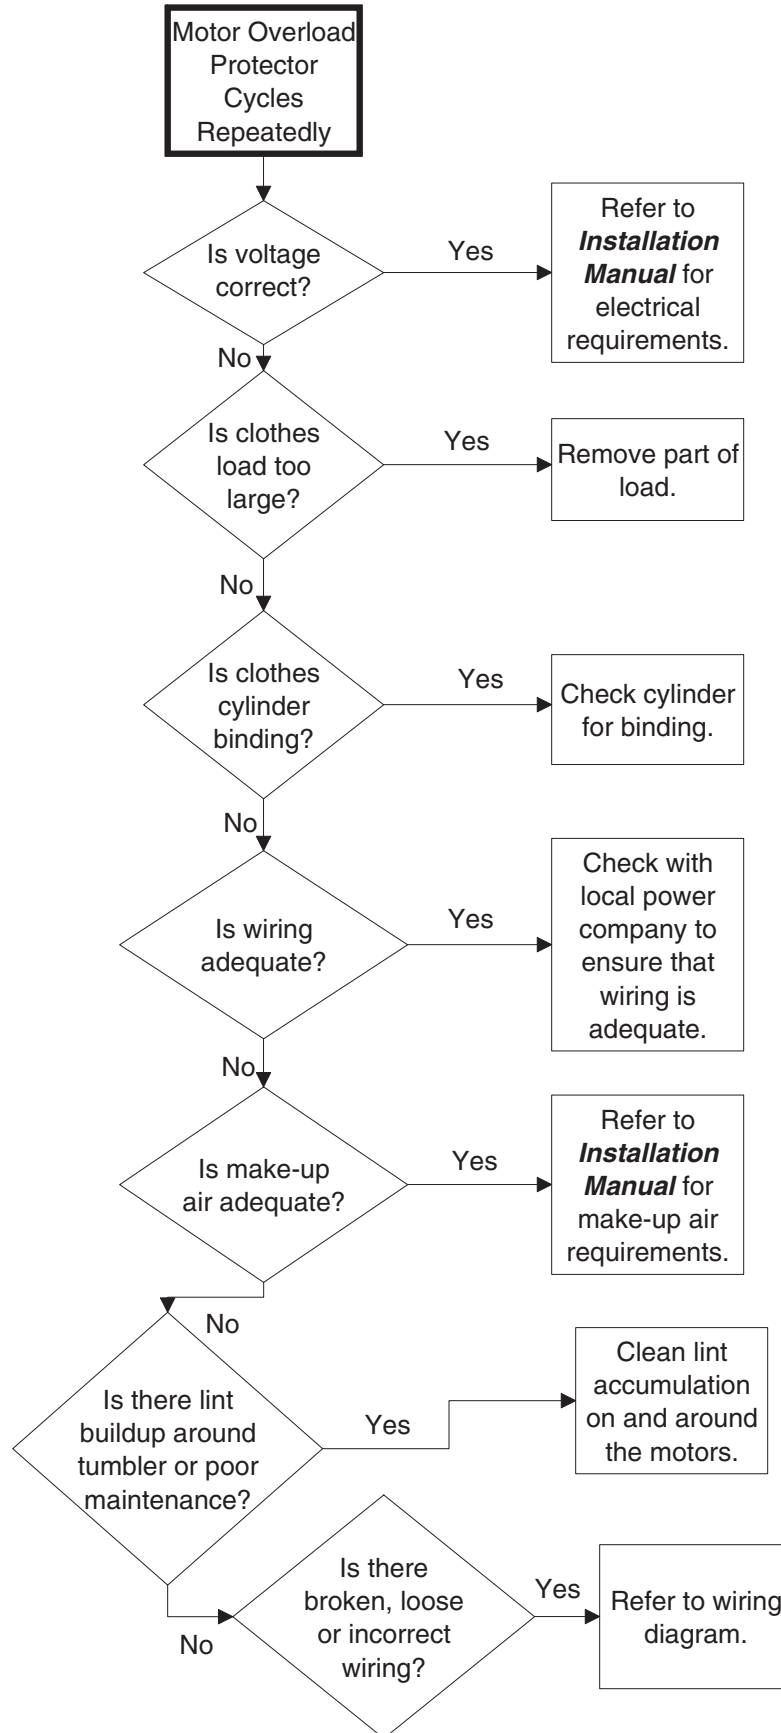 Motor Overload
Protector
Cycles
Repeatedly
Is voltage
correct?
Yes
Refer to
Installation
Manual for
electrical
requirements.
No
Is clothes
load too
large?
Yes
Remove part of
load.
No
Is clothes
cylinder
binding?
Yes
Check cylinder
for binding.
No
Is wiring
adequate?
Yes
Check with
local power
company to
ensure that
wiring is
adequate.
No
Is make-up
air adequate?
Yes
Refer to
Installation
Manual for
make-up air
requirements.
No
Is there lint
buildup around
tumbler or poor
maintenance?
Yes
Clean lint
accumulation
on and around
the motors.
No
Is there
broken, loose
or incorrect
wiring?
Yes
Refer to wiring
diagram.